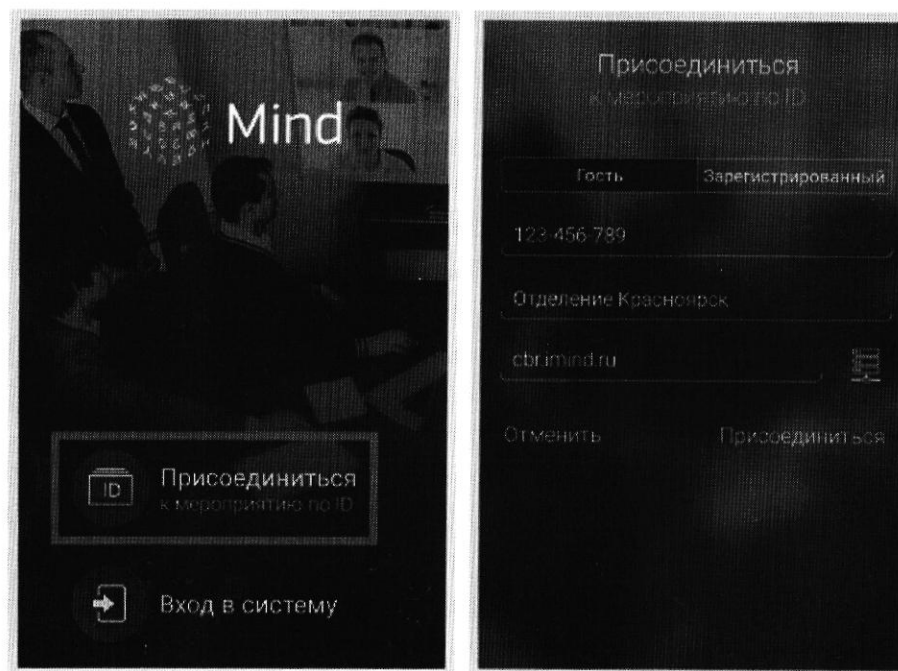 Mind
ID
Присоединиться
к мероприятию по ID
Вход в систему
Присоединиться
к мероприятию по ID
Гость
Зарегистрированный
123-456-789
Отделение Красноярск
cbr.imind.ru
Отменить
Присоединиться